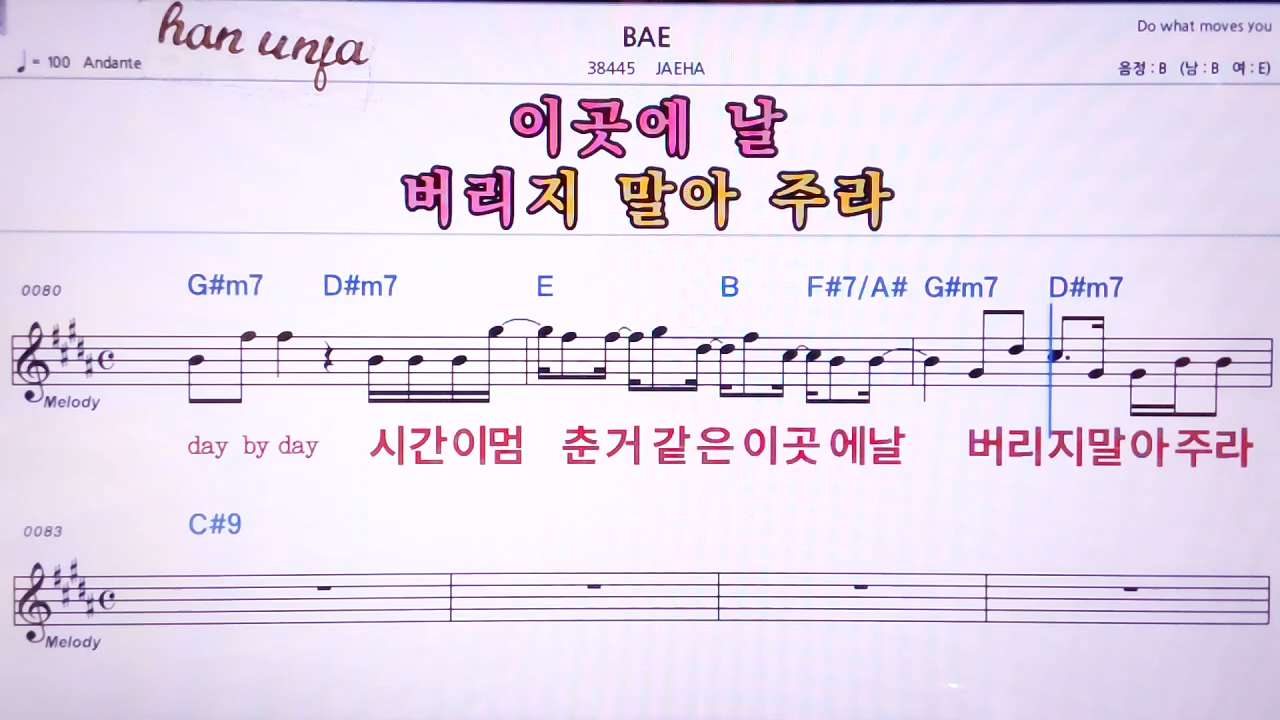 han unja
BAE
Do what moves you
♩= 100 Andante
38445 JAEHA
음정 : B (남 : B 여 : E)
이곳에 날
버리지 말아 주라
0080
G#m7 D#m7 E B F#7/A# G#m7 D#m7
Melody
day by day 시간이멈 춘거같은이곳에날 버리지말아주라
0083
C#9
Melody